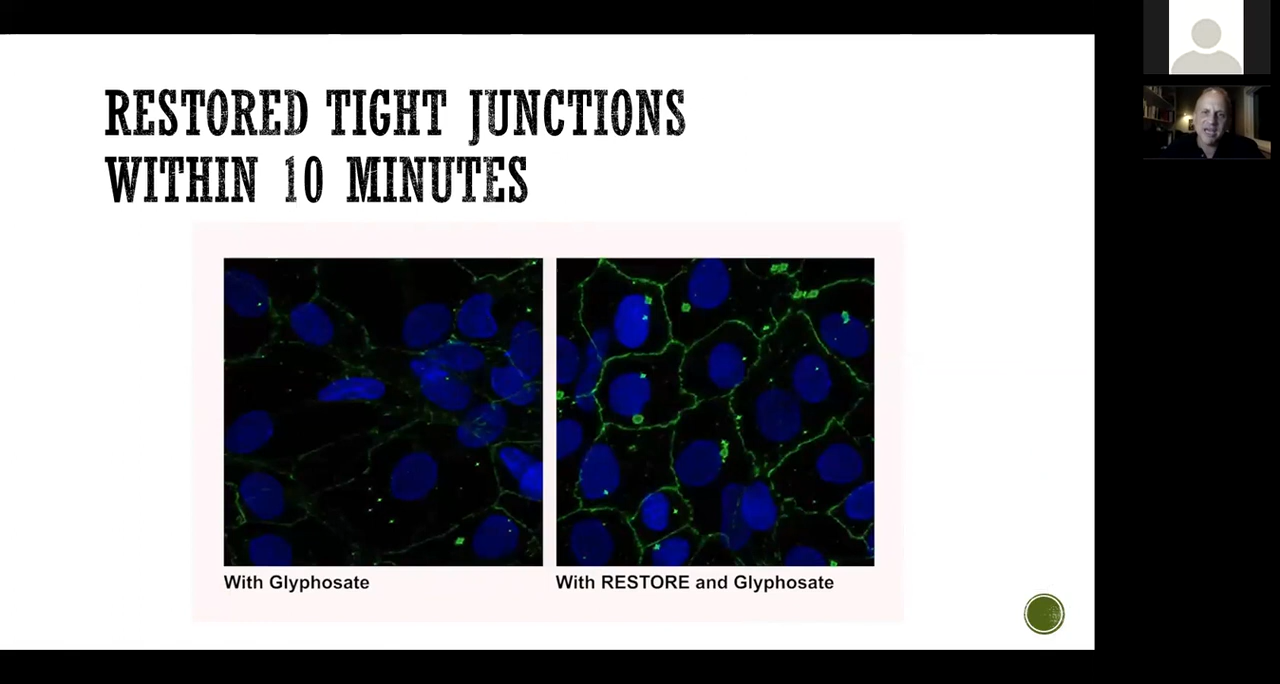 RESTORED TIGHT JUNCTIONS
WITHIN 10 MINUTES
With Glyphosate
With RESTORE and Glyphosate